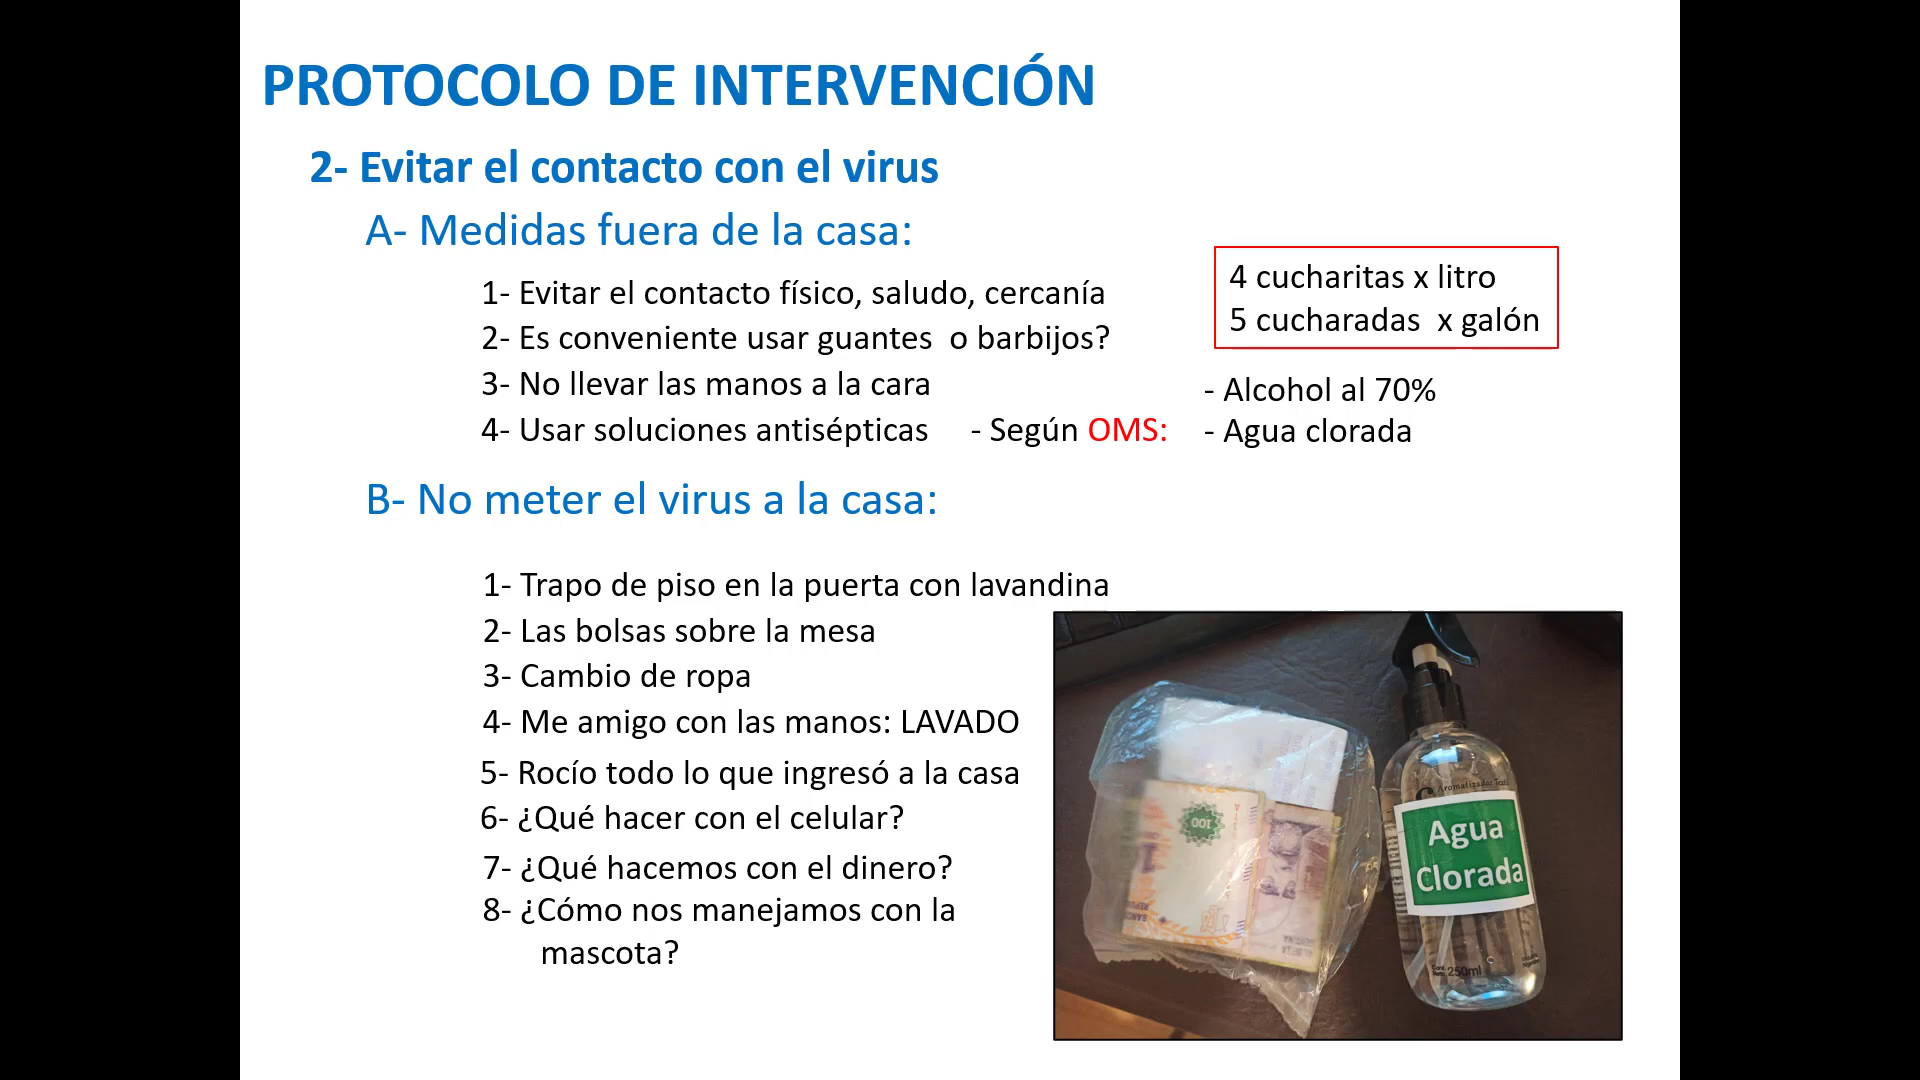 PROTOCOLO DE INTERVENCIÓN
2- Evitar el contacto con el virus
A- Medidas fuera de la casa:
1- Evitar el contacto físico, saludo, cercanía
2- Es conveniente usar guantes  o barbijos?
3- No llevar las manos a la cara
4- Usar soluciones antisépticas - Según OMS:
4 cucharitas x litro
5 cucharadas  x galón
- Alcohol al 70%
- Agua clorada
B- No meter el virus a la casa:
1- Trapo de piso en la puerta con lavandina
2- Las bolsas sobre la mesa
3- Cambio de ropa
4- Me amigo con las manos: LAVADO
5- Rocío todo lo que ingresó a la casa
6- ¿Qué hacer con el celular?
7- ¿Qué hacemos con el dinero?
8- ¿Cómo nos manejamos con la
mascota?
100
Aromatizador
Agua
Clorada
250ml